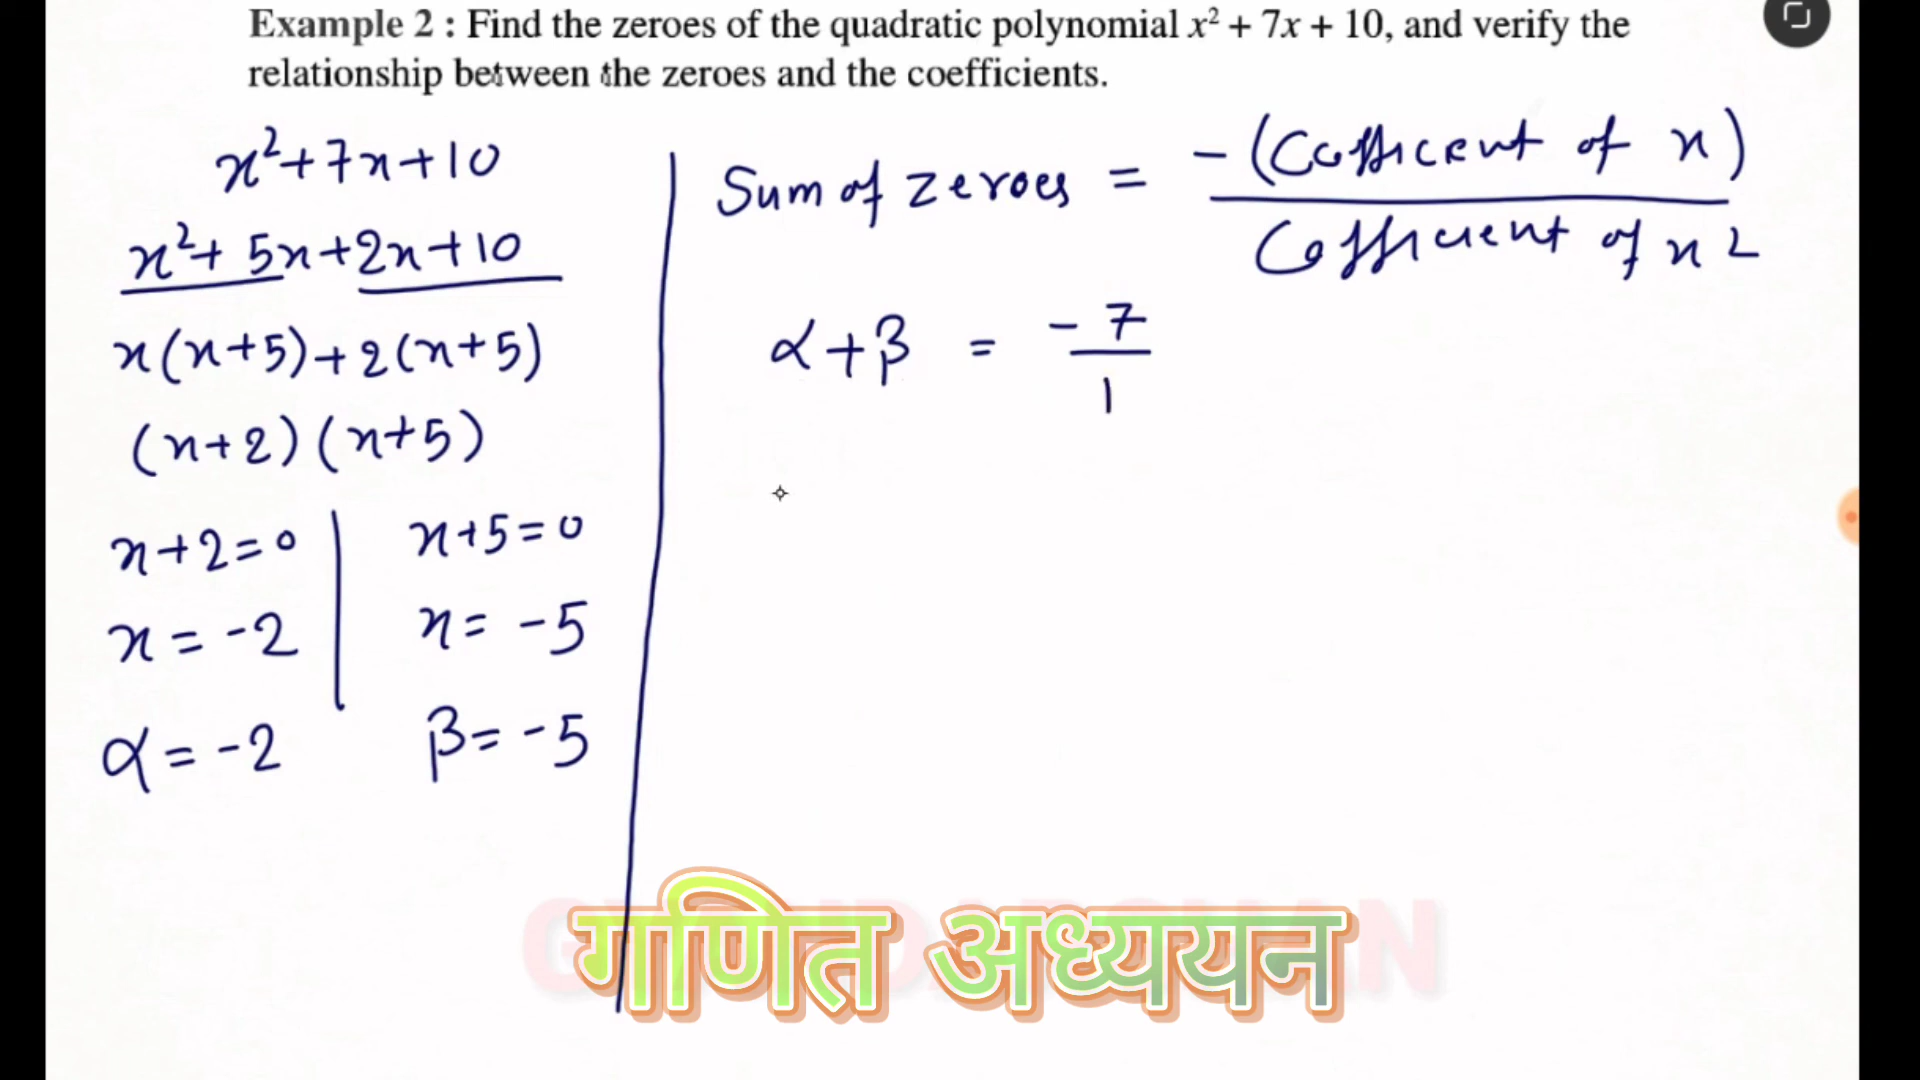 Example 2 : Find the zeroes of the quadratic polynomial x² + 7x + 10, and verify the
relationship between the zeroes and the coefficients.
x²+7x+10
x²+ 5x+2x+10
x(x+5)+2(x+5)
(x+2)(x+5)
x+2=0
x = -2
α = -2
x+5=0
x = -5
β = -5
Sum of zeroes = -(Cofficent of x)
Cofficient of x 2
α+β = -7
1
गणित अध्ययन